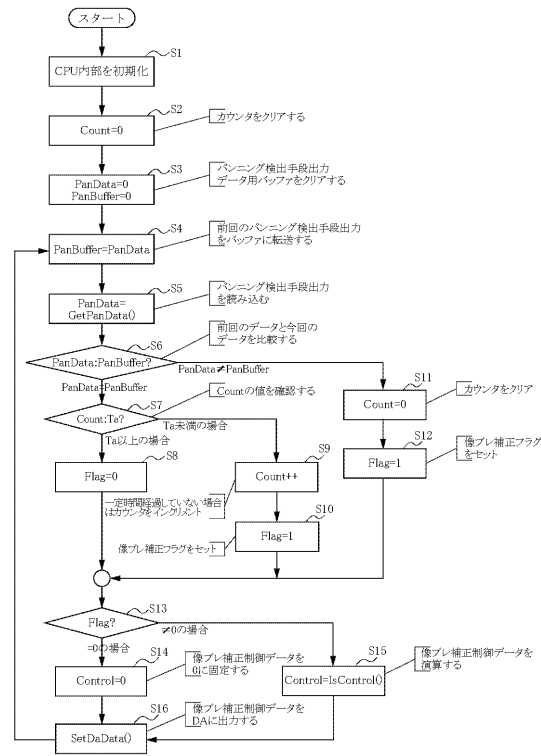 スタート
S1
CPU内部を初期化
S2
Count=0
カウンタをクリアする
S3
PanData=0
PanBuffer=0
パンニング検出手段出力
データ用バッファをクリアする
S4
PanBuffer=PanData
前回のパンニング検出手段出力
をバッファに転送する
S5
PanData=
GetPanData()
パンニング検出手段出力
を読み込む
S6
PanData:PanBuffer?
前回のデータと今回の
データを比較する
PanData≠PanBuffer
PanData=PanBuffer
S7
Count:Ta?
Countの値を確認する
Ta未満の場合
Ta以上の場合
S8
Flag=0
S9
Count++
一定時間経過していない場合
はカウンタをインクリメント
S10
Flag=1
像ブレ補正フラグをセット
S11
Count=0
カウンタをクリア
S12
Flag=1
像ブレ補正フラグ
をセット
S13
Flag?
≠0の場合
=0の場合
S14
Control=0
像ブレ補正制御データを
0に固定する
S15
Control=IsControl()
像ブレ補正制御データを
演算する
S16
SetDaData()
像ブレ補正制御データを
DAに出力する